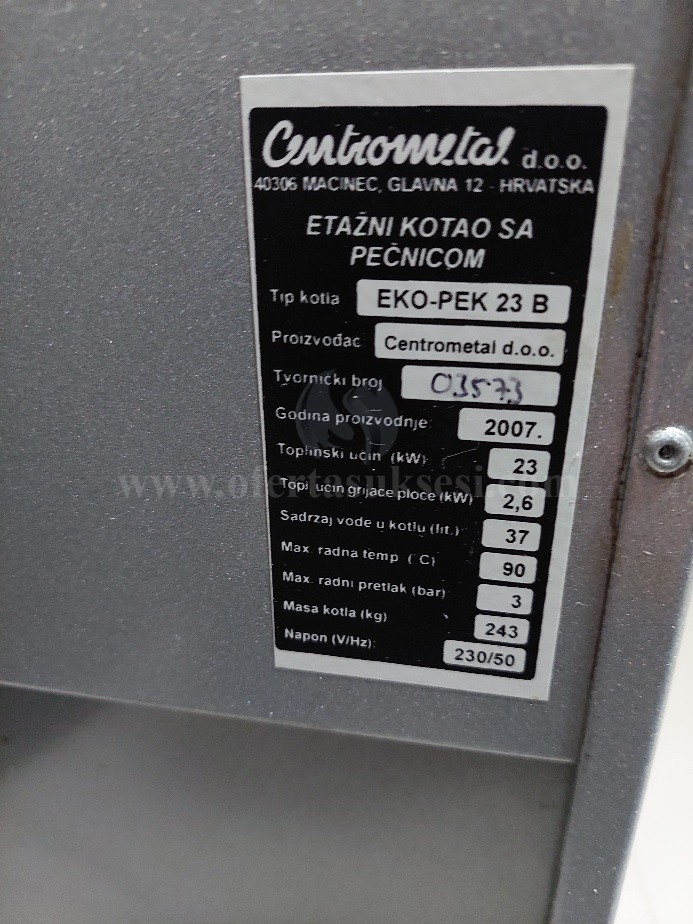 Centrometal d.o.o.
40306 MACINEC, GLAVNA 12 - HRVATSKA
ETAŽNI KOTAO SA
PEČNICOM
Tip kotla EKO-PEK 23 B
Proizvođač Centrometal d.o.o.
Tvornički broj 03573
Godina proizvodnje: 2007.
Toplinski učin (kW): 23
Topl. učin grijaće ploče (kW) 2,6
www.ofertasuksesi.com
Sadržaj vode u kotlu (lit.) 37
Max. radna temp (°C) 90
Max. radni pretlak (bar) 3
Masa kotla (kg) 243
Napon (V/Hz): 230/50